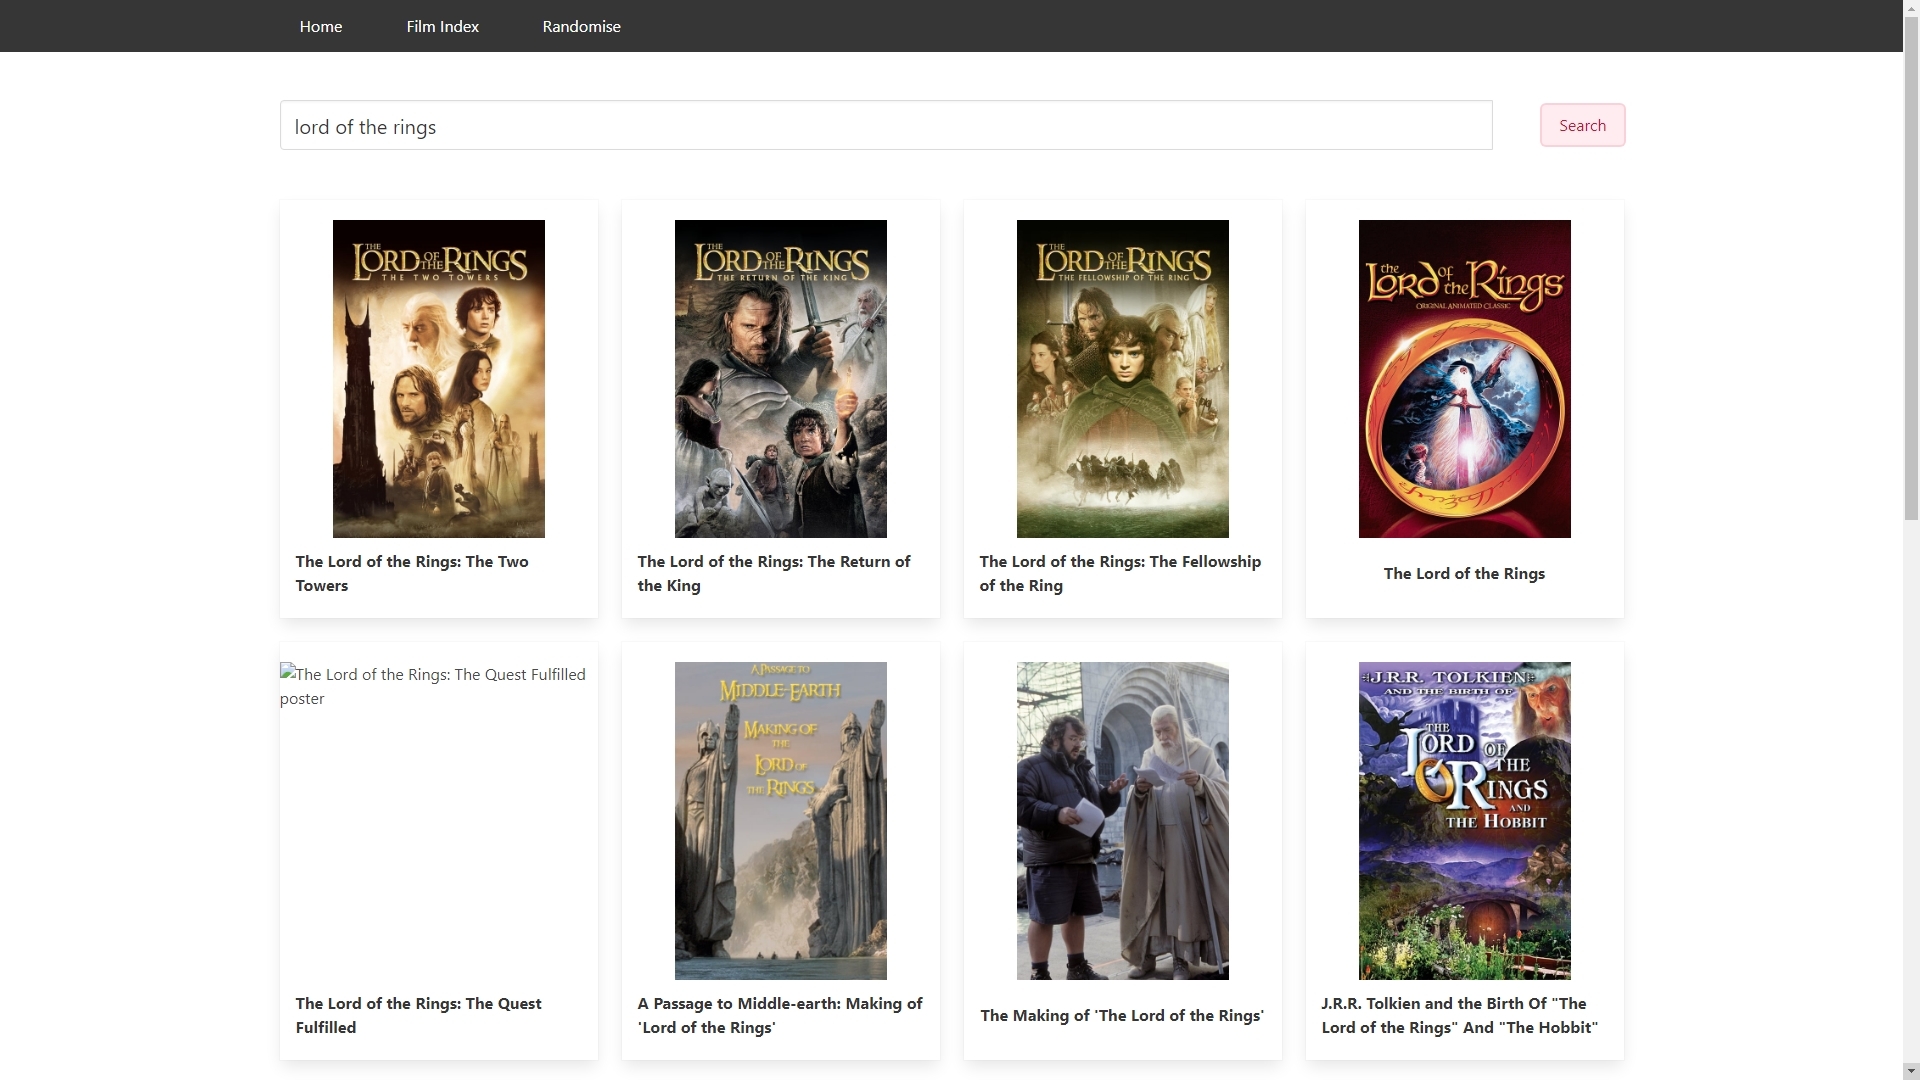 Home
Film Index
Randomise
lord of the rings
Search
THE
LORD OF THE RINGS
THE TWO TOWERS
The Lord of the Rings: The Two
Towers
THE
LORD OF THE RINGS
THE RETURN OF THE KING
The Lord of the Rings: The Return of
the King
THE
LORD OF THE RINGS
THE FELLOWSHIP OF THE RING
The Lord of the Rings: The Fellowship
of the Ring
the
Lord of the Rings
ORIGINAL ANIMATED CLASSIC
The Lord of the Rings
The Lord of the Rings: The Quest Fulfilled
poster
The Lord of the Rings: The Quest
Fulfilled
A PASSAGE TO
MIDDLE-EARTH
MAKING OF
THE
LORD OF
THE RINGS
A Passage to Middle-earth: Making of
'Lord of the Rings'
The Making of 'The Lord of the Rings'
J.R.R. TOLKIEN
AND THE BIRTH OF
THE
LORD OF
THE
RINGS
AND
THE HOBBIT
J.R.R. Tolkien and the Birth Of "The
Lord of the Rings" And "The Hobbit"